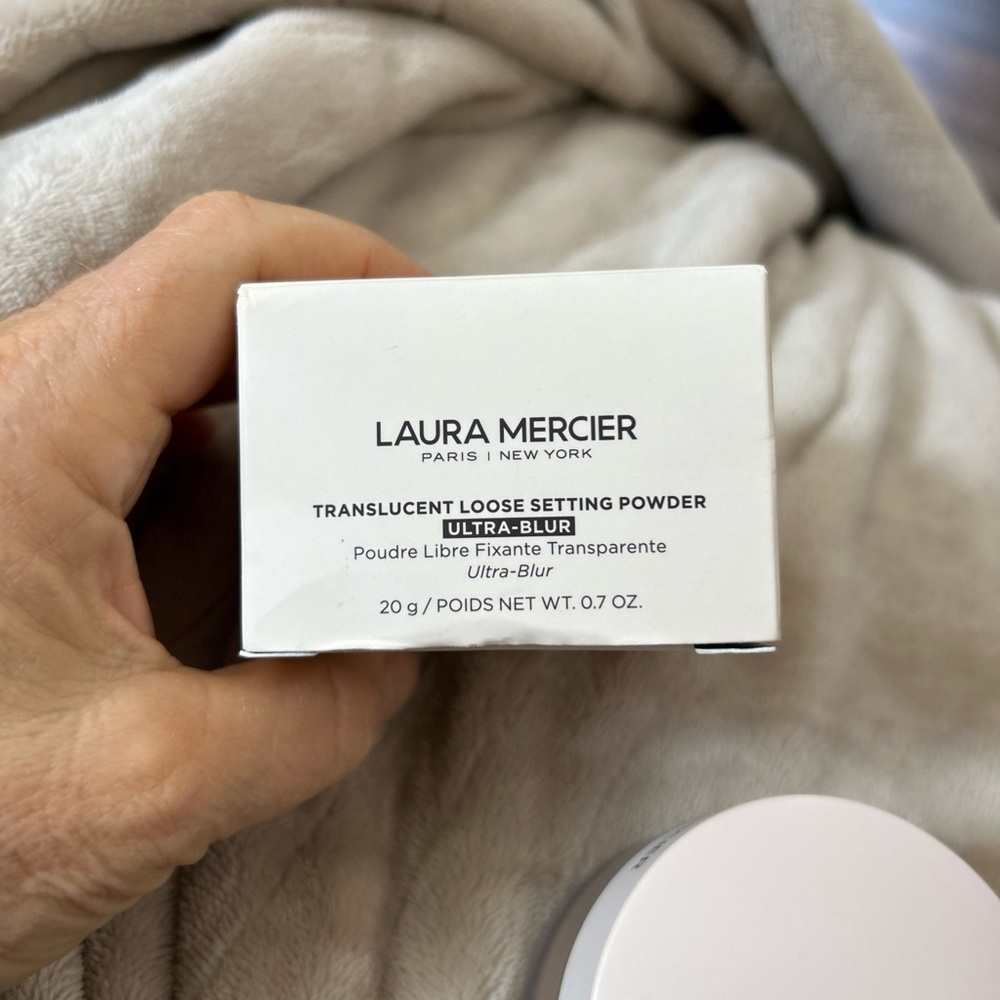 LAURA MERCIER
PARIS | NEW YORK
TRANSLUCENT LOOSE SETTING POWDER
ULTRA-BLUR
Poudre Libre Fixante Transparente
Ultra-Blur
20 g / POIDS NET WT. 0.7 OZ.